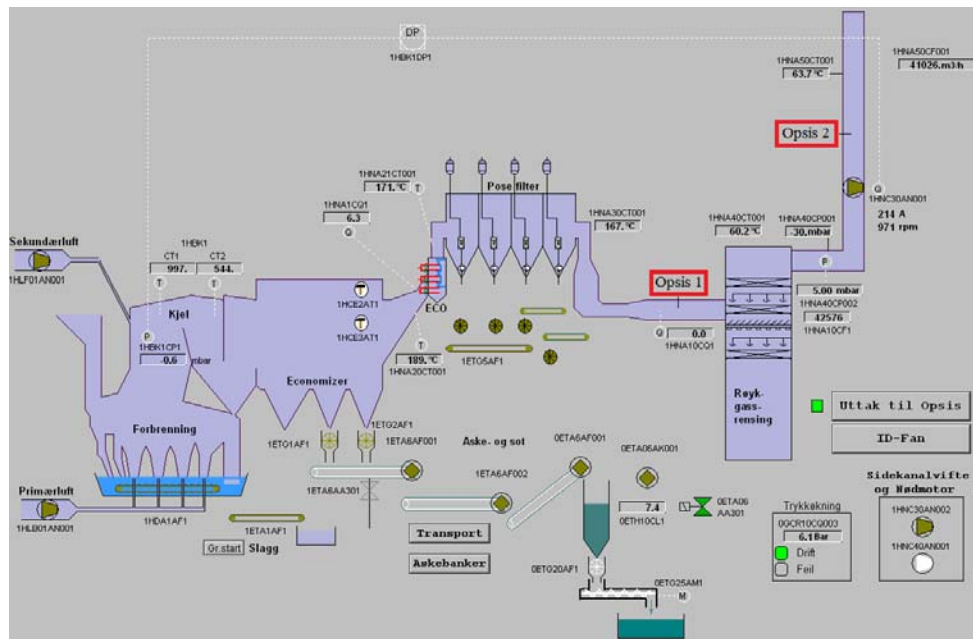 DP
1HBK1DP1
1HNA50CT001
63.7 °C
1HNA50CF001
41026.m3h
Opsis 2
1HNA21CT001
171. °C
T
1HNA1CQ1
6.3
Q
Pose filter
1HNA30CT001
167. °C
1HNA40CT001
60.2 °C
1HNA40CP001
-30.mbar
Q
1HNC30AN001
214 A
971 rpm
Sekundærluft
1HLF01AN001
1HBK1
CT1
CT2
997.
544.
T
T
Kjel
P
1HBK1CP1
-0.6 mbar
T
1HCE2AT1
T
1HCE3AT1
ECO
T
189. °C
1HNA20CT001
Opsis 1
Q
0.0
1HNA10CQ1
P
5.00 mbar
1HNA40CP002
42576
1HNA10CF1
1ETG5AF1
Economizer
Forbrenning
Røyk-
gass-
rensing
Uttak til Opsis
ID-Fan
1ETG1AF1
1ETG2AF1
1ETA6AF001
Aske- og sot
0ETA6AF001
0ETA06AK001
1ETA6AA301
1ETA6AF002
7.4
0ETH10CL1
0ETA06
AA301
Primærluft
1HLB01AN001
1HDA1AF1
1ETA1AF1
Gr.start
Slagg
Transport
Askebanker
0ETG20AF1
0ETG25AM1
M
Trykkøkning
0GCR10CQ003
6.1 Bar
Drift
Feil
Sidekanalvifte
og Nødmotor
1HNC30AN002
1HNC40AN001